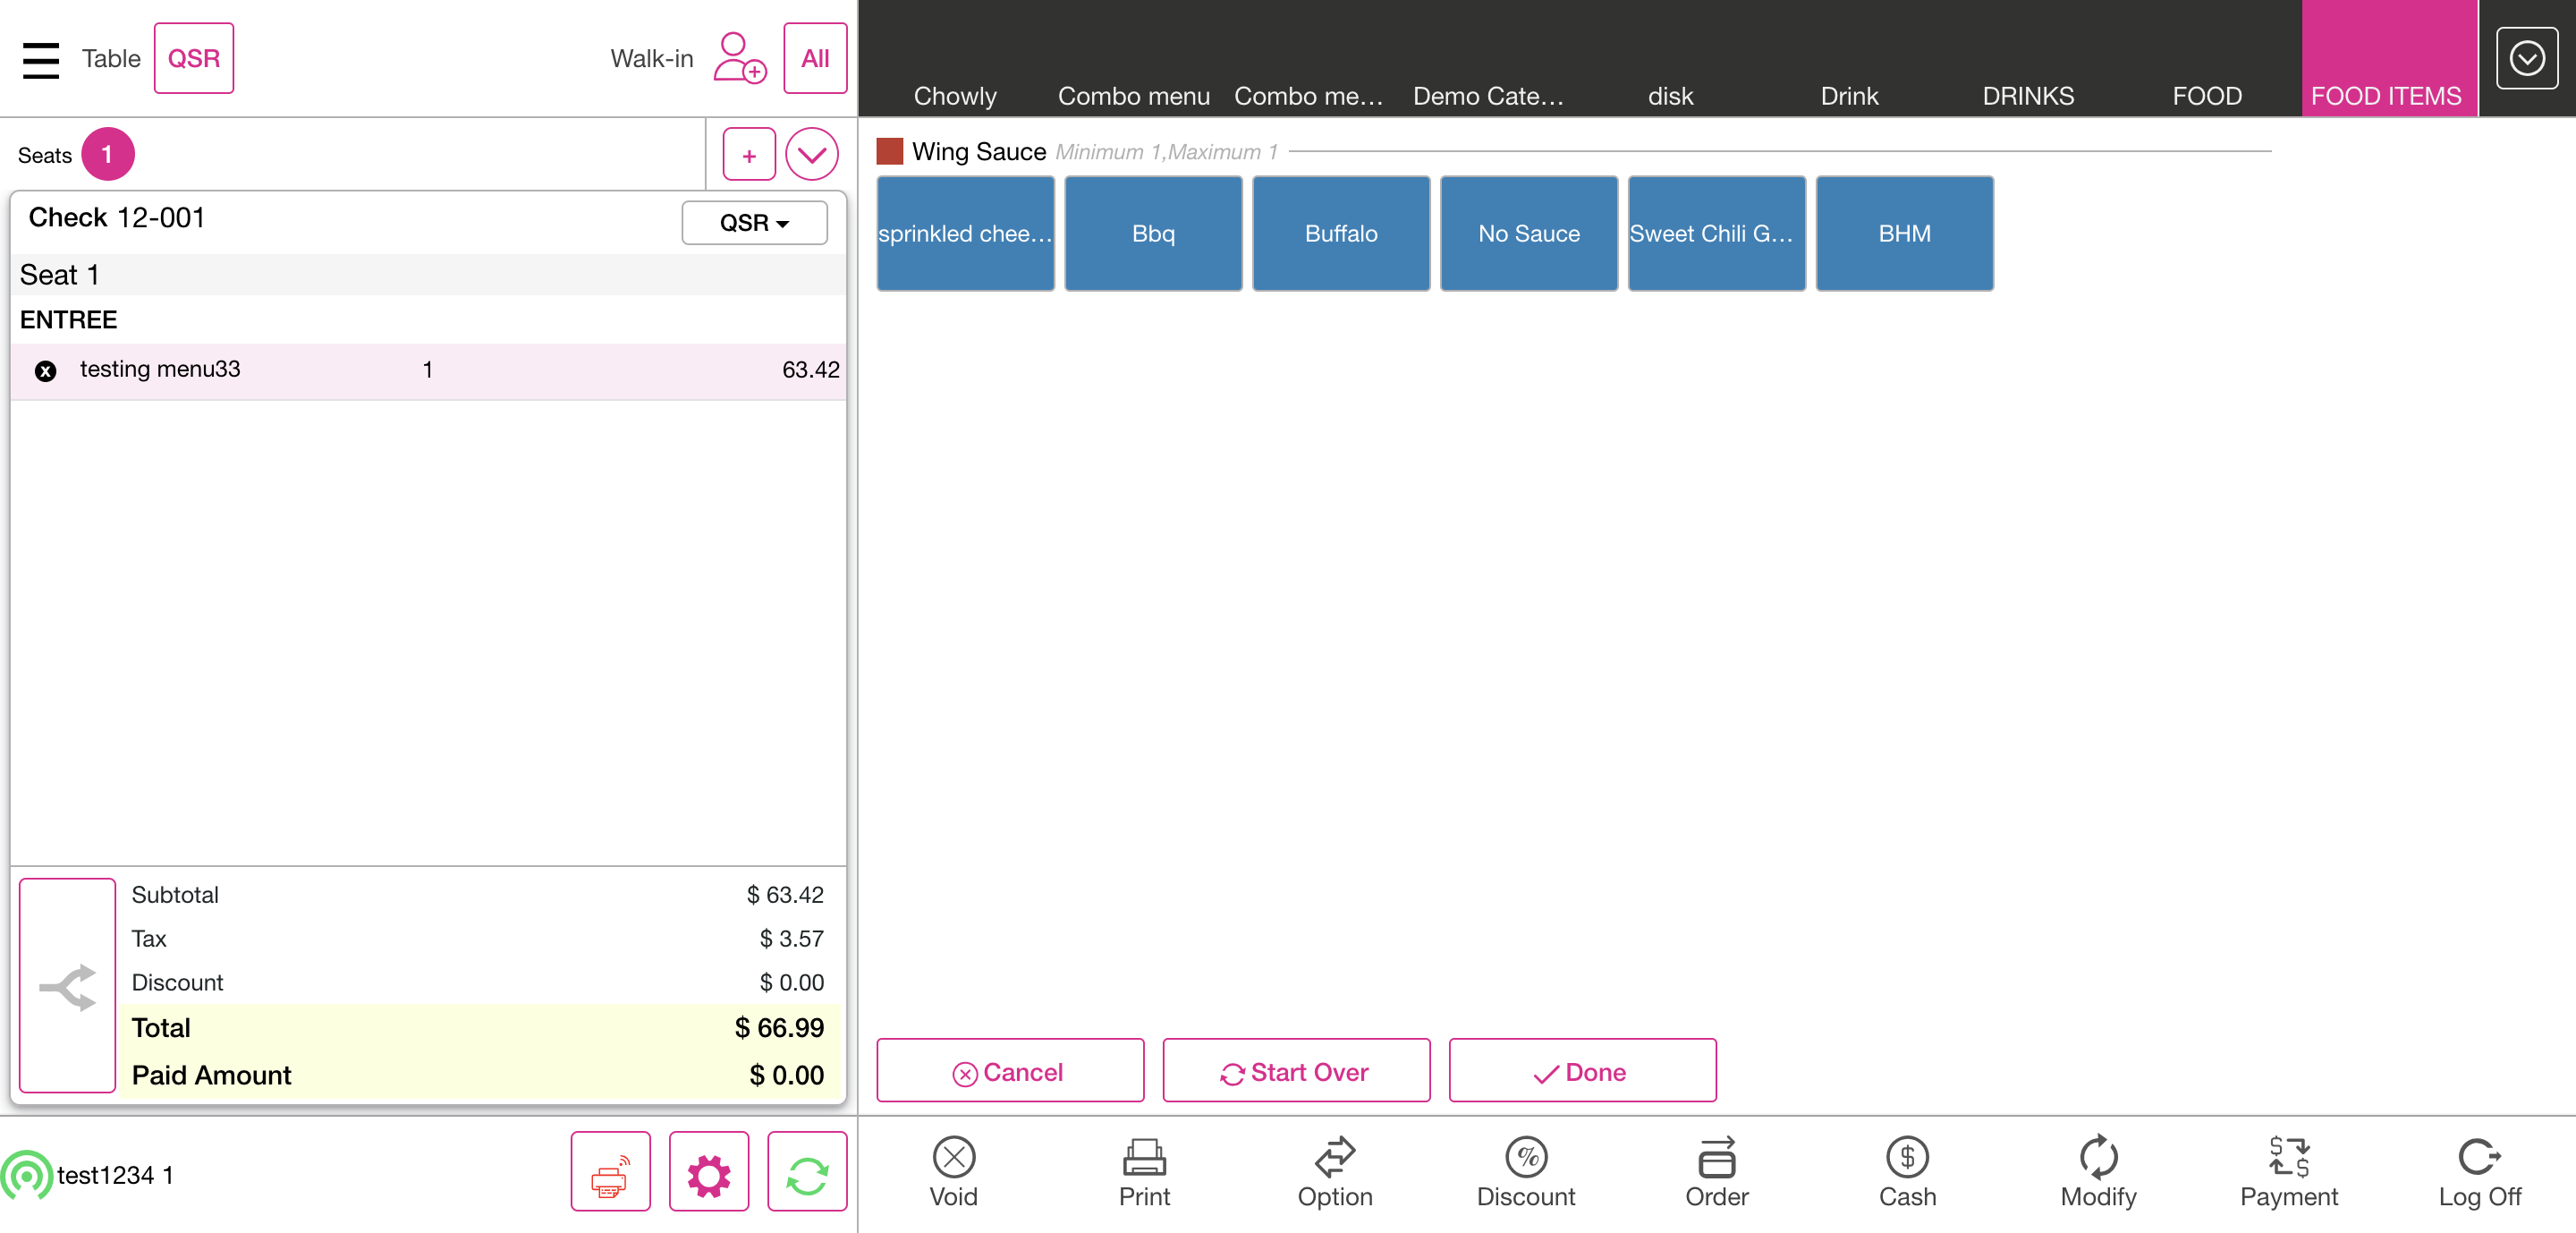 Table QSR Walk-in All
Chowly Combo menu Combo me... Demo Cate... disk Drink DRINKS FOOD FOOD ITEMS
Seats 1 +
Check 12-001 QSR
Seat 1
ENTREE
x testing menu33 1 63.42
Subtotal $ 63.42
Tax $ 3.57
Discount $ 0.00
Total $ 66.99
Paid Amount $ 0.00
test1234 1
Wing Sauce Minimum 1,Maximum 1
sprinkled chee... Bbq Buffalo No Sauce Sweet Chili G... BHM
Cancel Start Over Done
Void Print Option Discount Order Cash Modify Payment Log Off